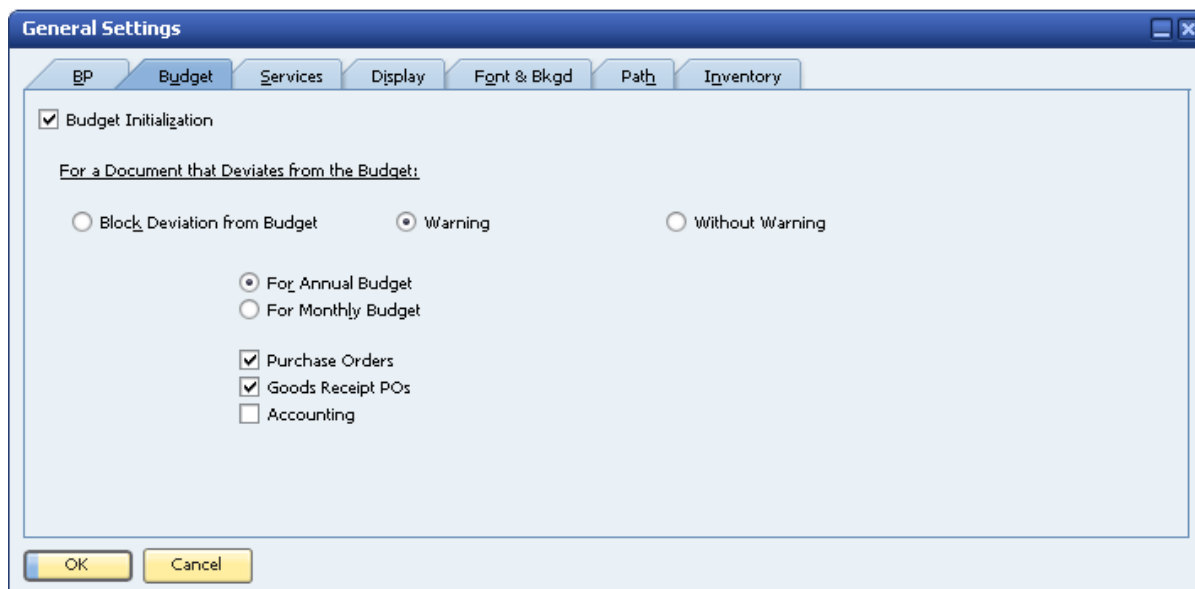 General Settings
BP Budget Services Display Font & Bkgd Path Inventory
Budget Initialization
For a Document that Deviates from the Budget:
Block Deviation from Budget Warning Without Warning
For Annual Budget
For Monthly Budget
Purchase Orders
Goods Receipt POs
Accounting
OK Cancel